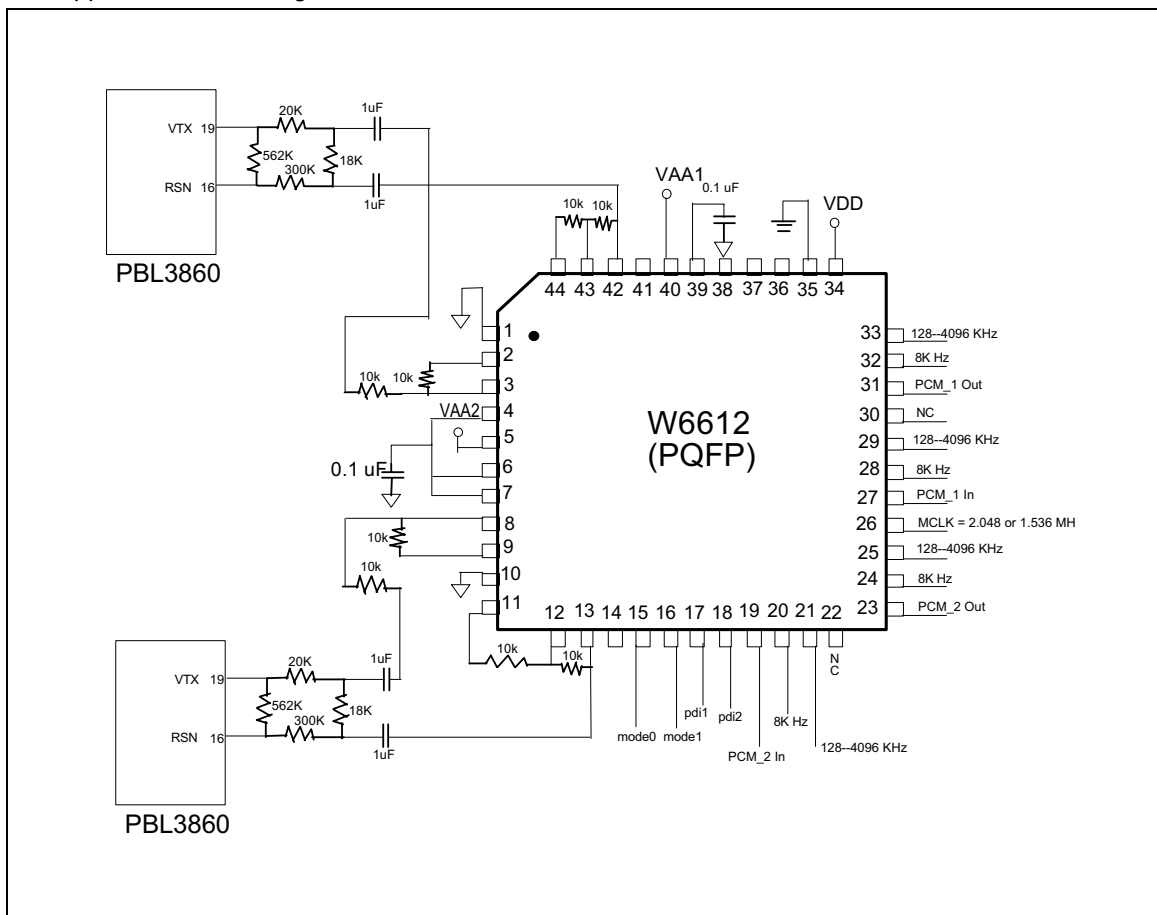 VTX 19
RSN 16
20K
562K
300K
18K
1uF
1uF
PBL3860
10k
10k
VAA1
0.1 uF
VDD
44
43
42
41
40
39
38
37
36
35
34
1
2
3
4
5
6
7
8
9
10
11
10k
10k
VAA2
0.1 uF
10k
10k
W6612
(PQFP)
33 128--4096 KHz
32 8K Hz
31 PCM_1 Out
30 NC
29 128--4096 KHz
28 8K Hz
27 PCM_1 In
26 MCLK = 2.048 or 1.536 MH
25 128--4096 KHz
24 8K Hz
23 PCM_2 Out
12
13
14
15
16
17
18
19
20
21
22
10k
10k
mode0
mode1
pdi1
pdi2
PCM_2 In
8K Hz
128--4096 KHz
N
C
VTX 19
RSN 16
20K
562K
300K
18K
1uF
1uF
PBL3860